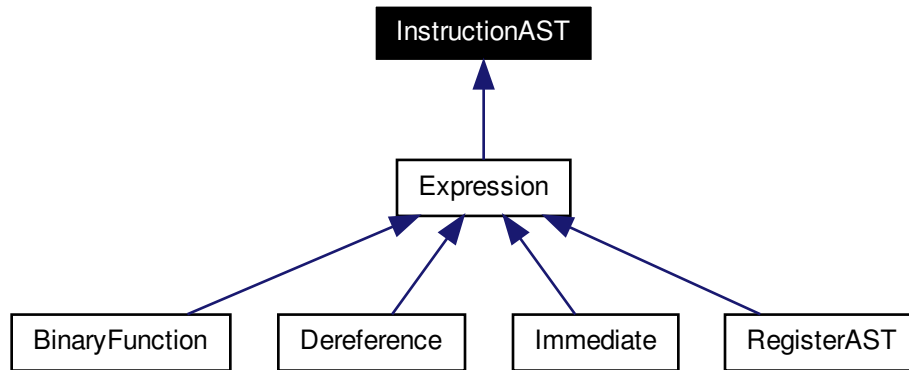 InstructionAST
Expression
BinaryFunction
Dereference
Immediate
RegisterAST